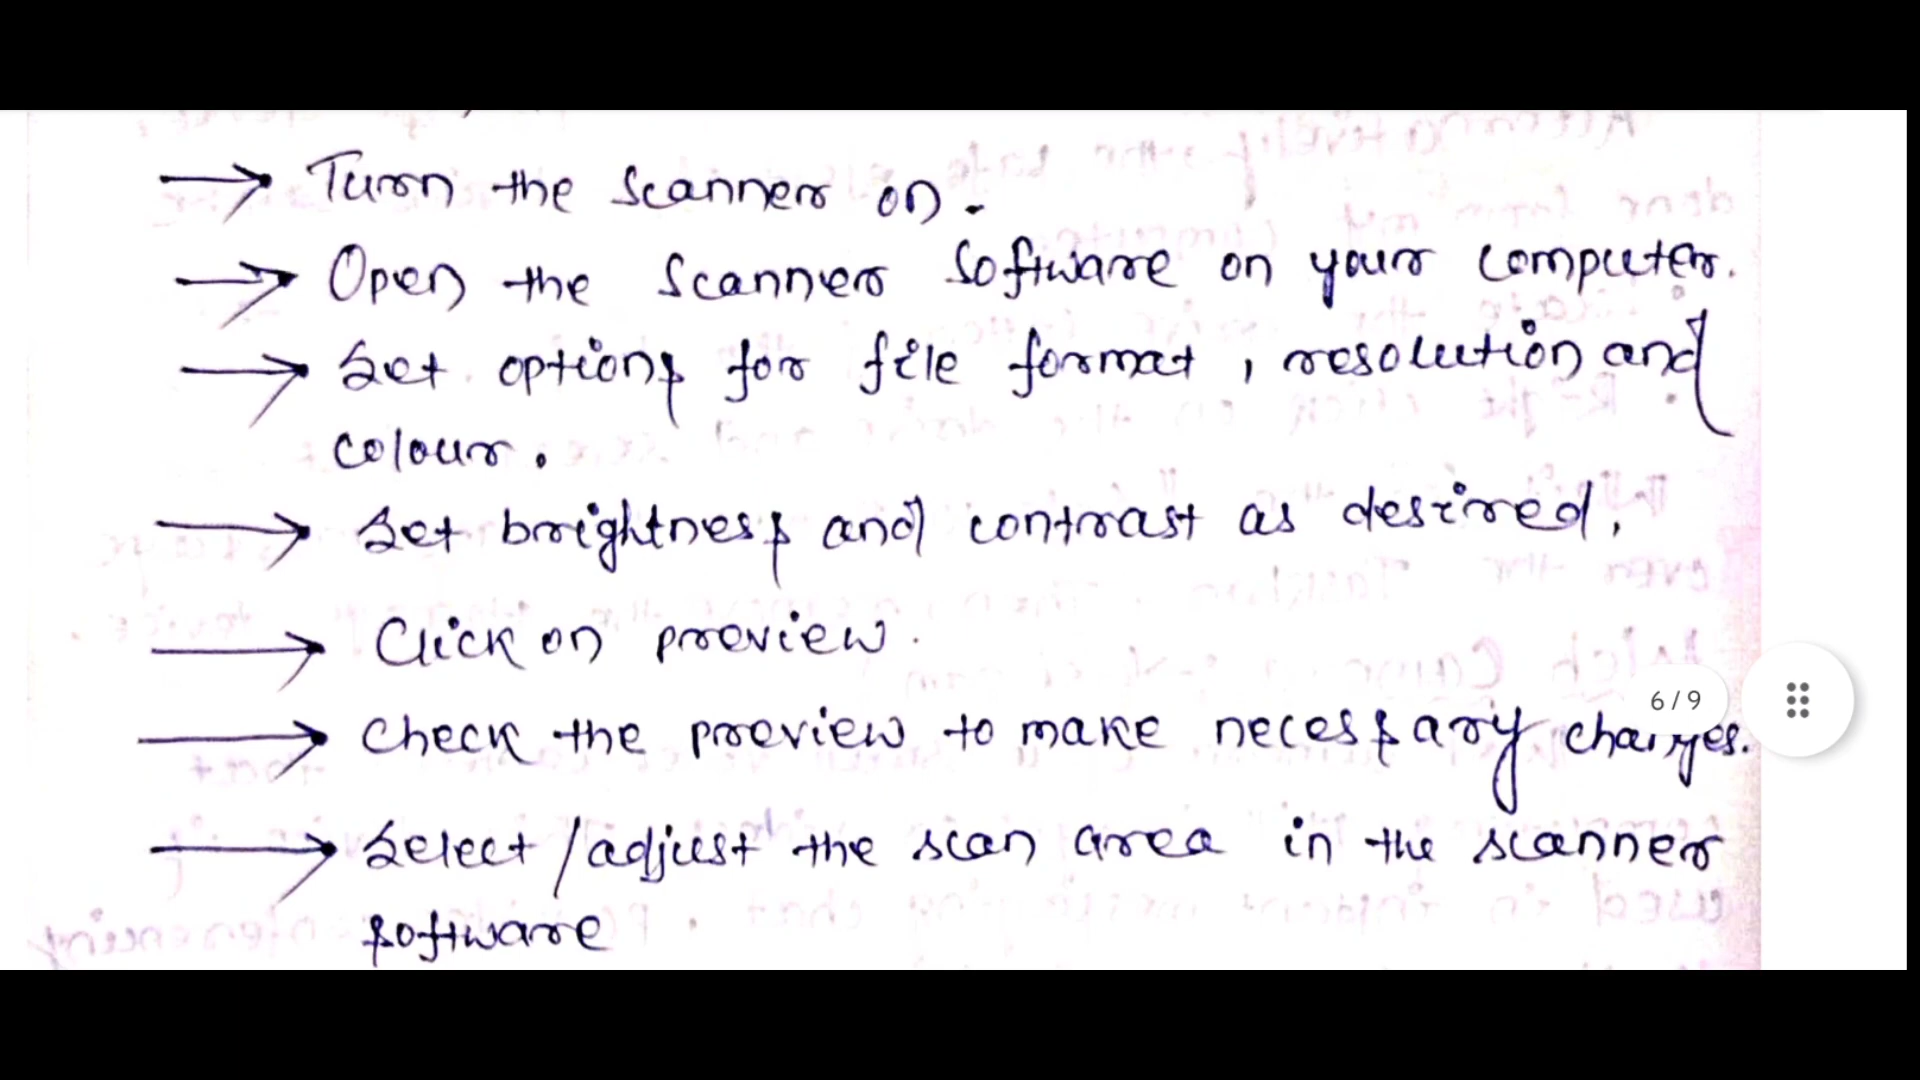 → Turn the scanner on.
→ Open the scanner software on your computer.
→ Set options for file format, resolution and
colour.
→ Set brightness and contrast as desired.
→ Click on preview.
→ Check the preview to make necessary changes.
6/9
→ Select/adjust the scan area in the scanner
software